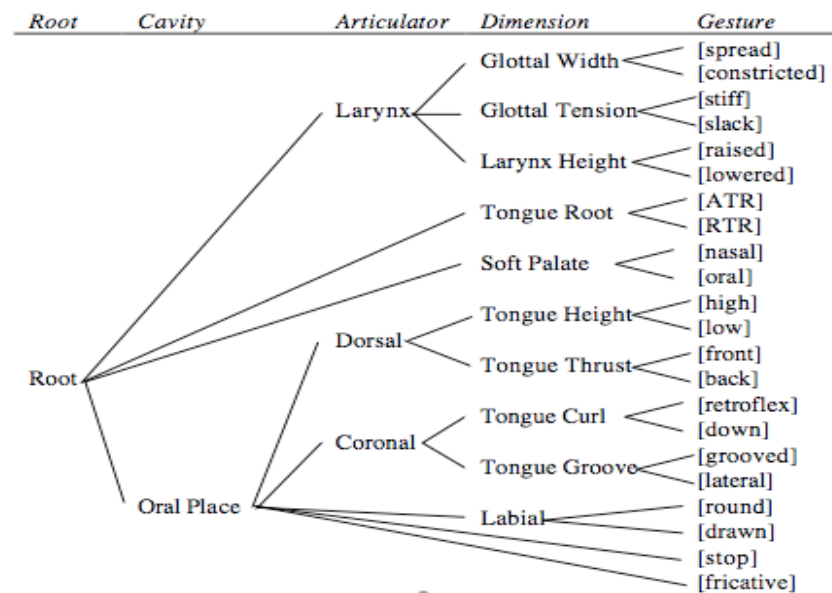 Root Cavity Articulator Dimension Gesture
[spread]
Glottal Width
[constricted]
[stiff]
Larynx Glottal Tension
[slack]
[raised]
Larynx Height
[lowered]
[ATR]
Tongue Root
[RTR]
[nasal]
Soft Palate
[oral]
[high]
Tongue Height
[low]
Dorsal
[front]
Tongue Thrust
Root
[back]
[retroflex]
Tongue Curl
[down]
Coronal
[grooved]
Tongue Groove
[lateral]
Oral Place
[round]
Labial
[drawn]
[stop]
[fricative]